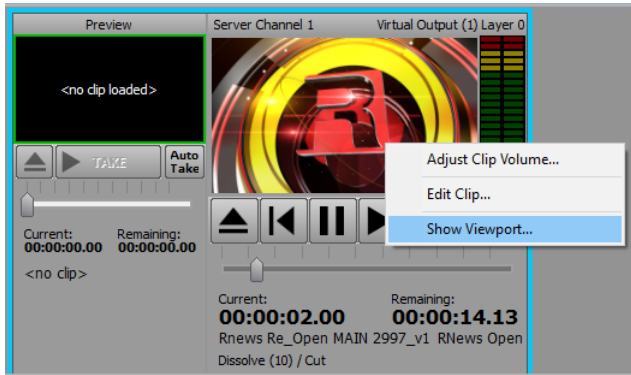 Preview
<no clip loaded>
TAKE
Auto
Take
Current:
Remaining:
00:00:00.00
00:00:00.00
<no clip>
Server Channel 1
Virtual Output (1) Layer 0
R
Adjust Clip Volume...
Edit Clip...
Show Viewport...
Current:
Remaining:
00:00:02.00
00:00:14.13
Rnews Re_Open MAIN 2997_v1 RNews Open
Dissolve (10) / Cut